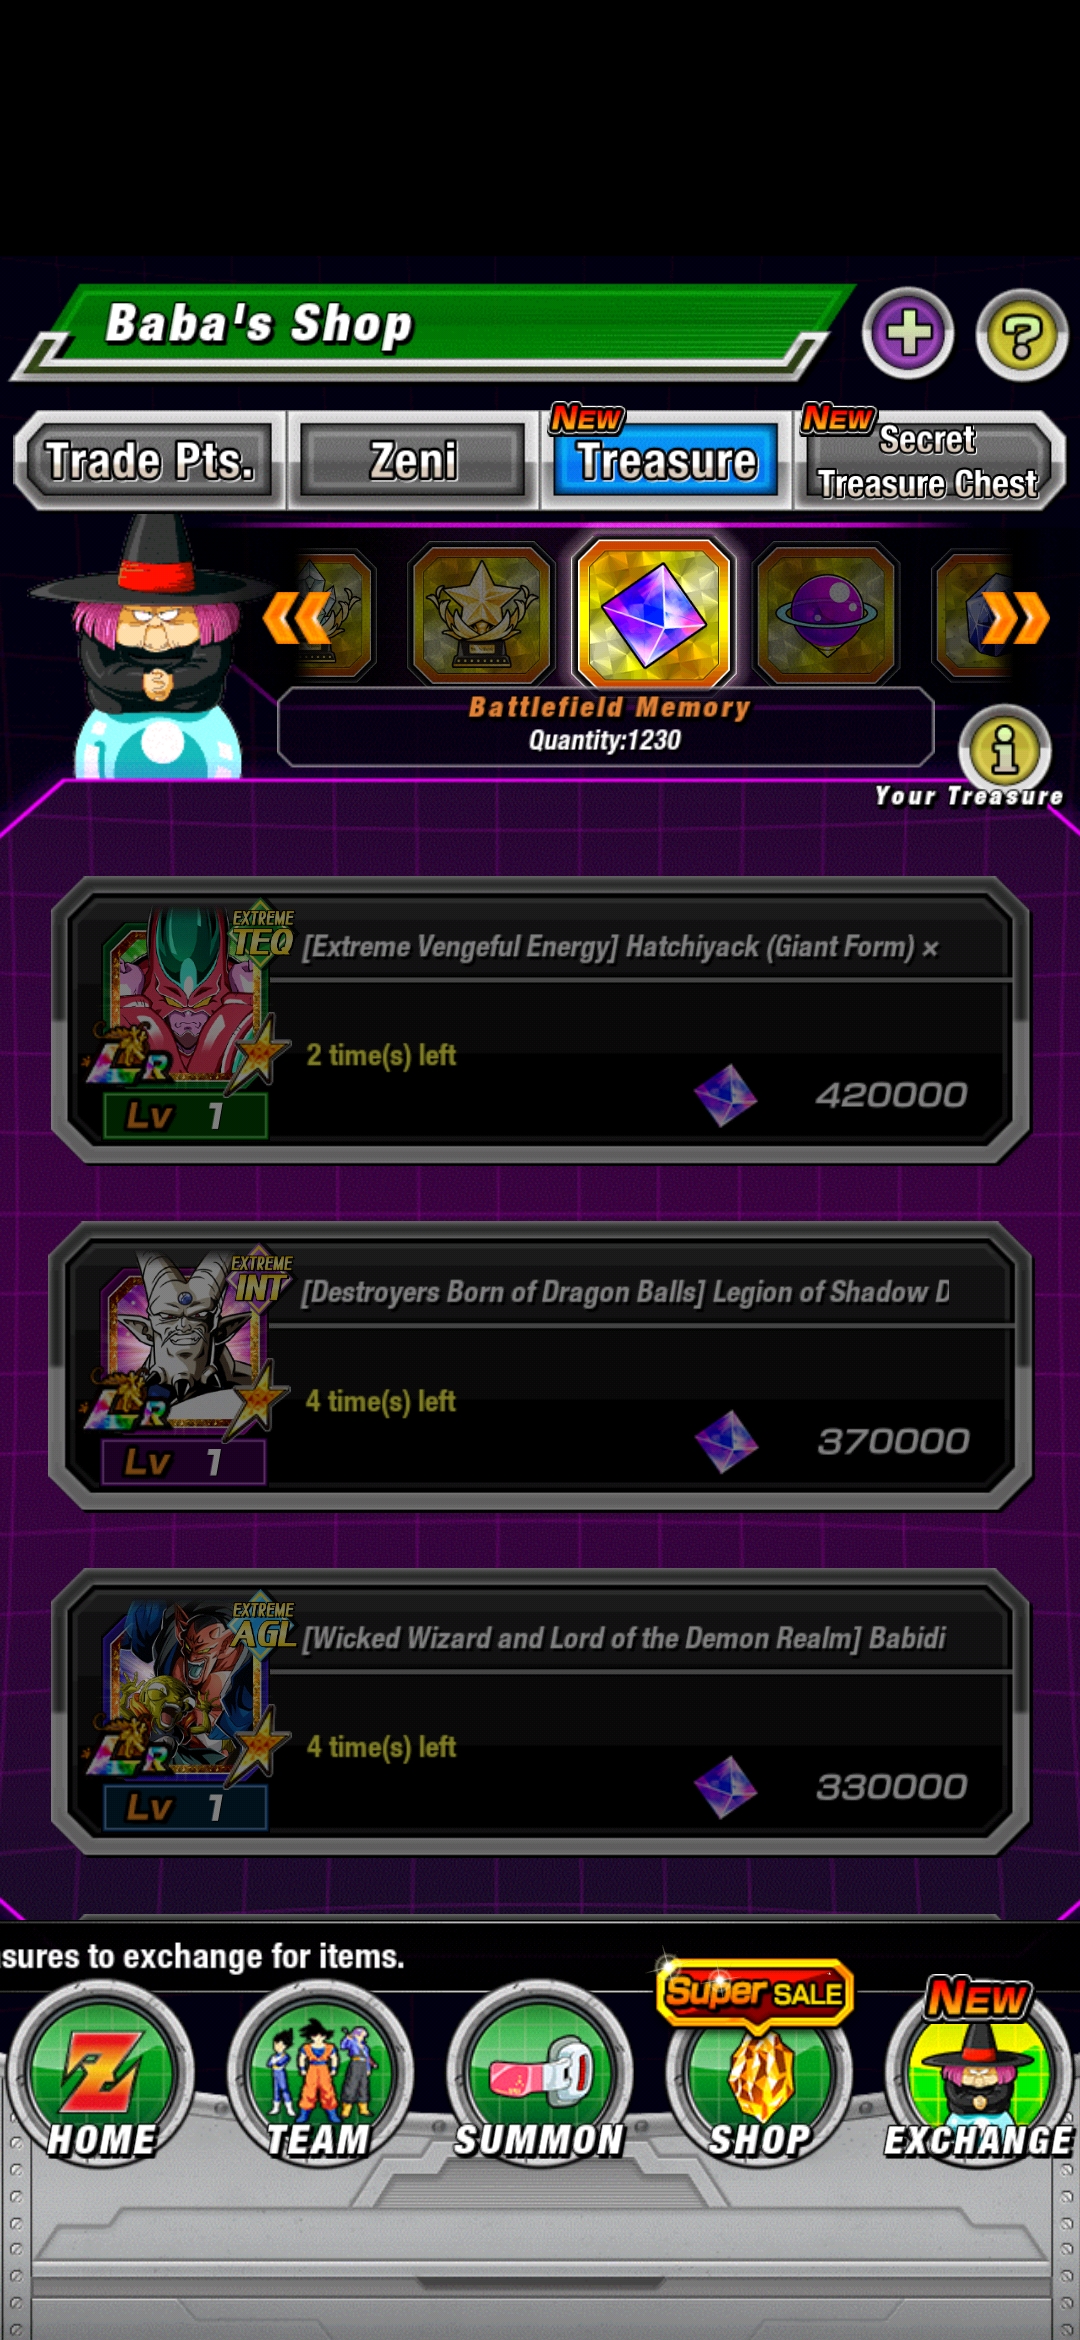 Baba's Shop
Trade Pts.
Zeni
NEW
Treasure
NEW
Secret
Treasure Chest
Battlefield Memory
Quantity:1230
Your Treasure
EXTREME
TEQ
[Extreme Vengeful Energy] Hatchiyack (Giant Form) ×
2 time(s) left
LR
420000
Lv 1
EXTREME
INT
[Destroyers Born of Dragon Balls] Legion of Shadow D
4 time(s) left
LR
370000
Lv 1
EXTREME
AGL
[Wicked Wizard and Lord of the Demon Realm] Babidi
4 time(s) left
LR
330000
Lv 1
sures to exchange for items.
Super SALE
NEW
HOME
TEAM
SUMMON
SHOP
EXCHANGE